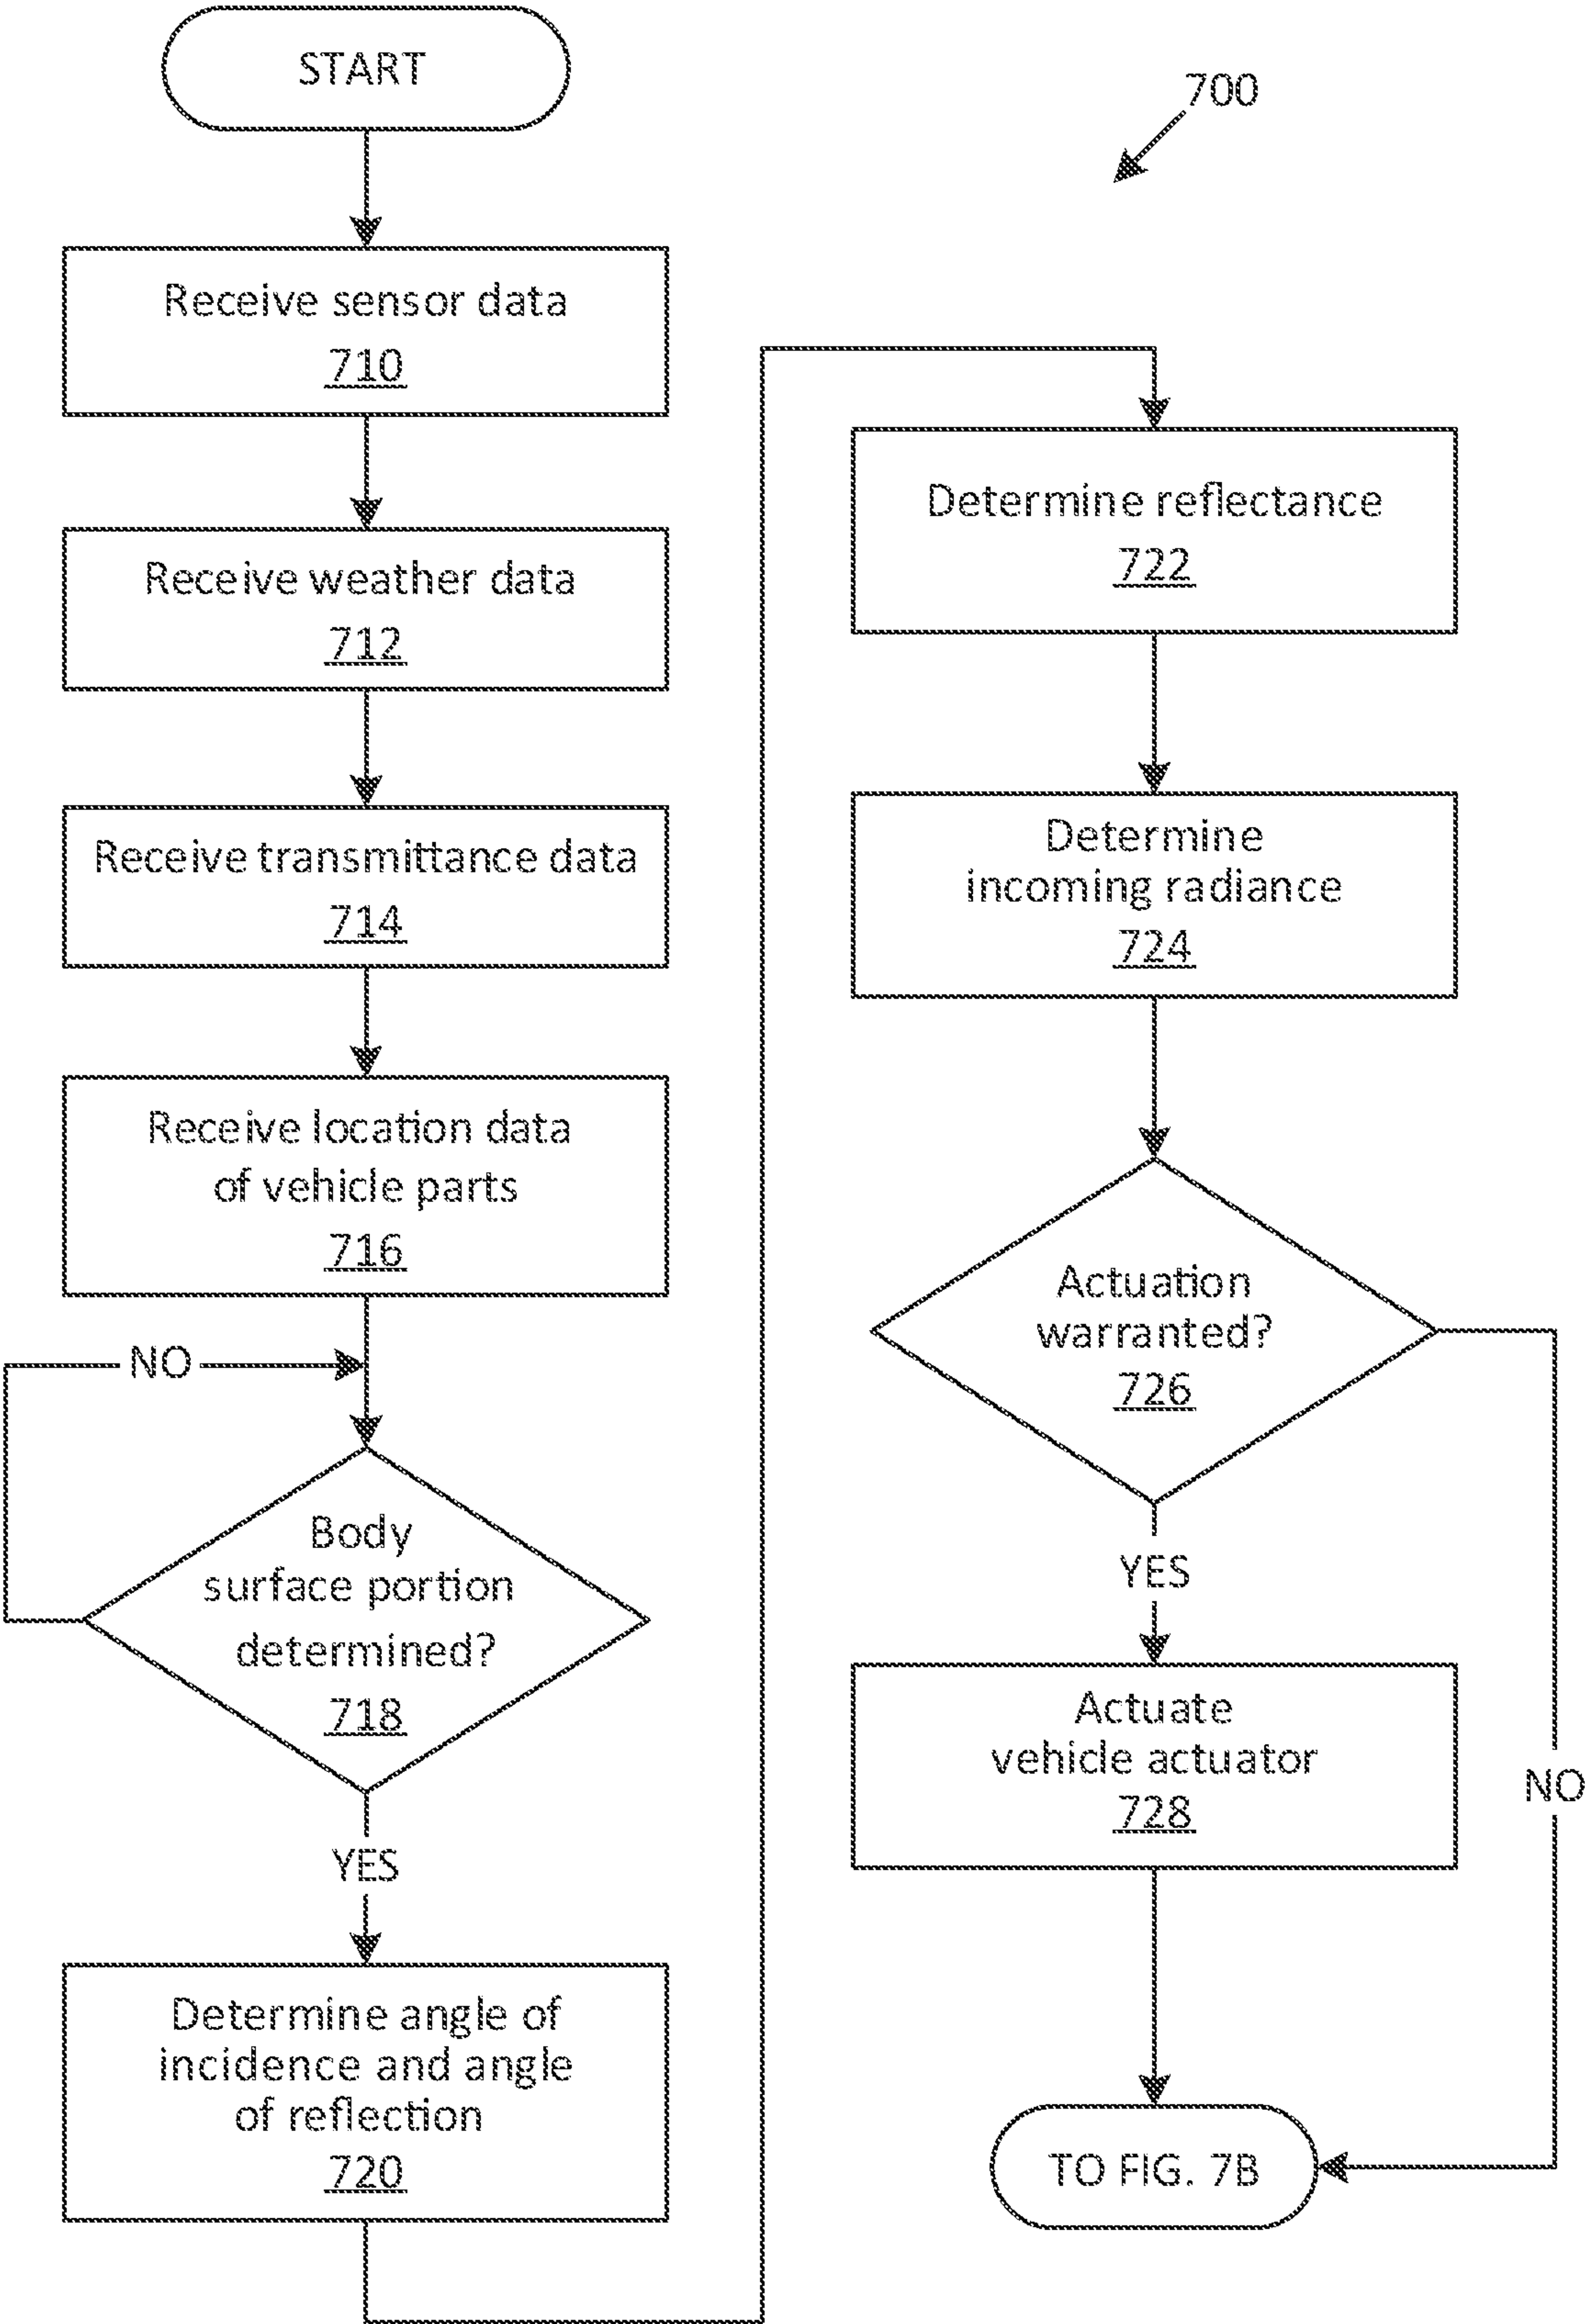 START
700
Receive sensor data
710
Receive weather data
712
Receive transmittance data
714
Receive location data
of vehicle parts
716
NO
Body
surface portion
determined?
718
YES
Determine angle of
incidence and angle
of reflection
720
Determine reflectance
722
Determine
incoming radiance
724
Actuation
warranted?
726
YES
Actuate
vehicle actuator
728
NO
TO FIG. 7B